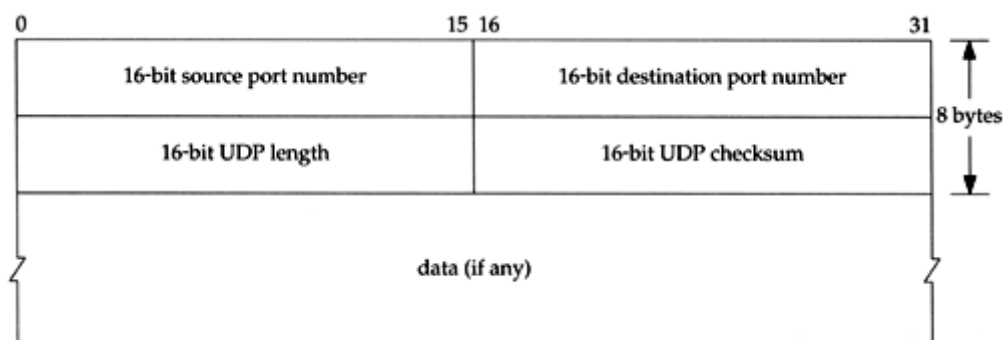 0 15 16 31
16-bit source port number 16-bit destination port number
8 bytes
16-bit UDP length 16-bit UDP checksum
data (if any)